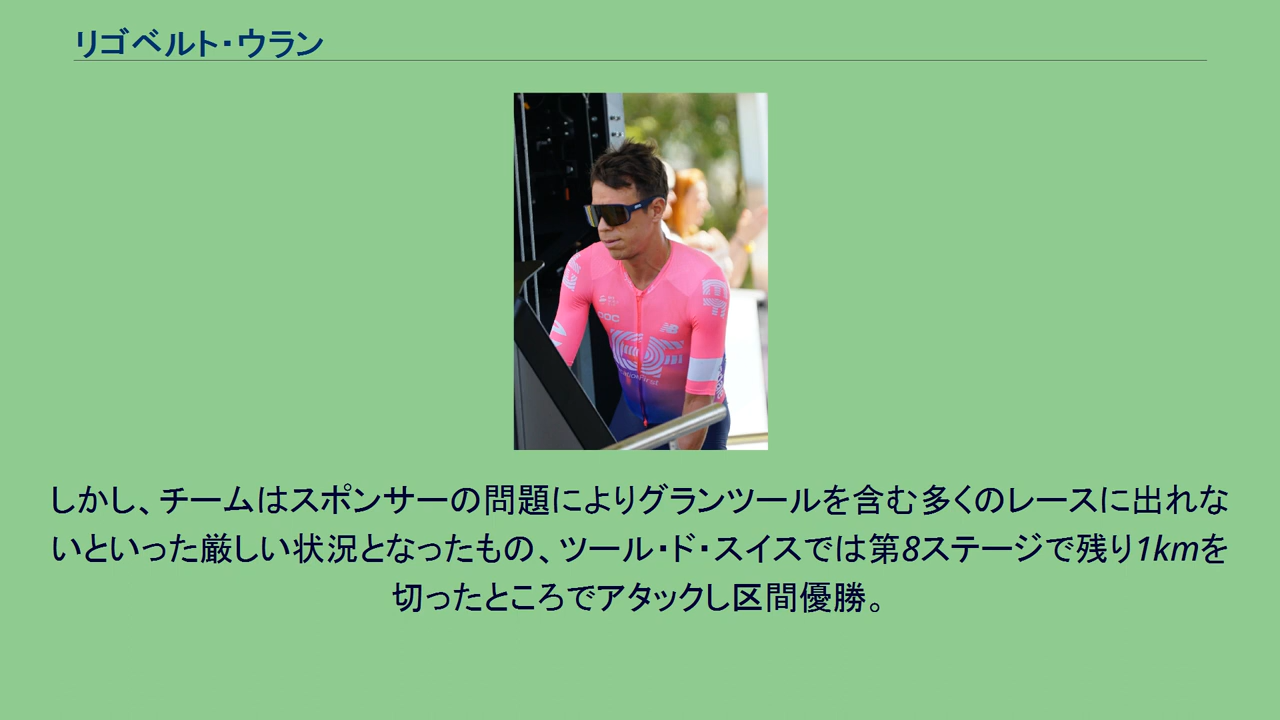 リゴベルト・ウラン
POC
NB
EF
しかし、チームはスポンサーの問題によりグランツールを含む多くのレースに出れな
いといった厳しい状況となったもの、ツール・ド・スイスでは第8ステージで残り1kmを
切ったところでアタックし区間優勝。